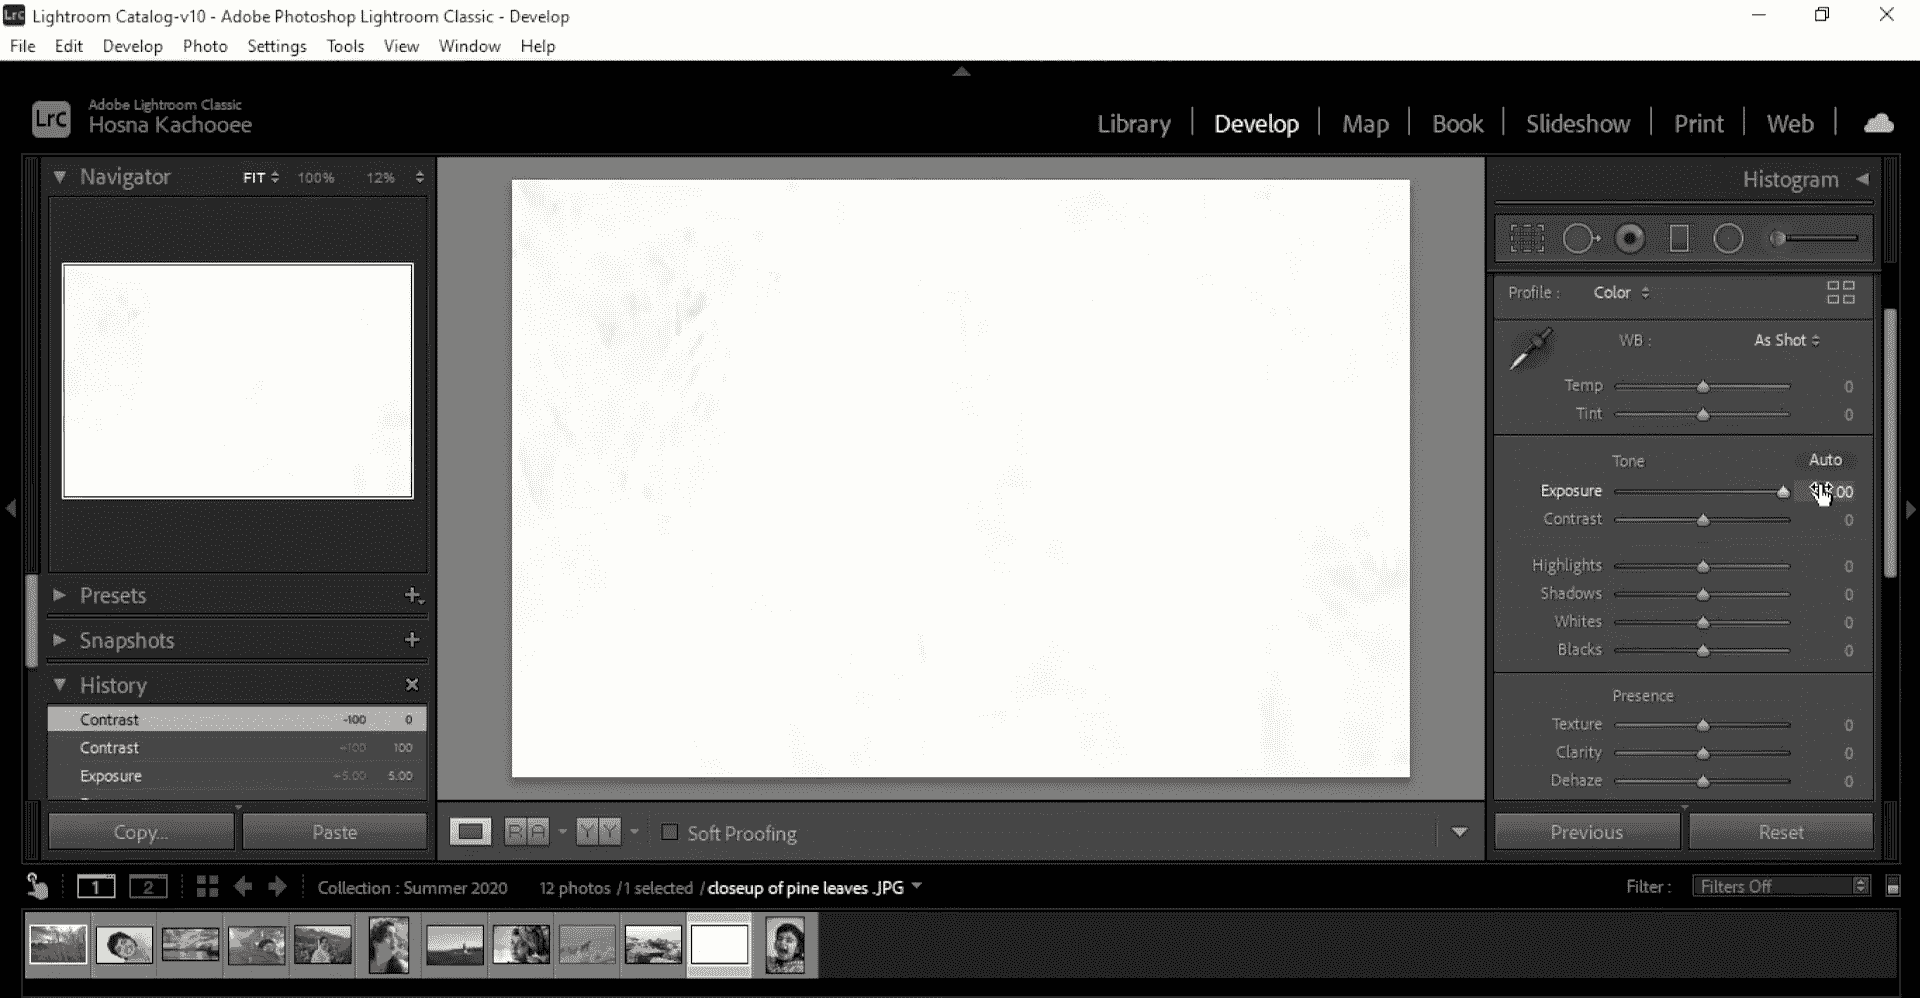 Lrc Lightroom Catalog-v10 - Adobe Photoshop Lightroom Classic - Develop
File Edit Develop Photo Settings Tools View Window Help
Lrc
Adobe Lightroom Classic
Hosna Kachooee
Library Develop Map Book Slideshow Print Web
Navigator FIT 100% 12%
Presets
Snapshots
History
Contrast -100 0
Contrast -100 100
Exposure 5.00
Copy... Paste
R A Y Y Soft Proofing
Histogram
Profile : Color
WB : As Shot
Temp 0
Tint 0
Tone Auto
Exposure .00
Contrast 0
Highlights 0
Shadows 0
Whites 0
Blacks 0
Presence
Texture 0
Clarity 0
Dehaze 0
Previous Reset
1 2 Collection : Summer 2020 12 photos / 1 selected / closeup of pine leaves .JPG
Filter : Filters Off